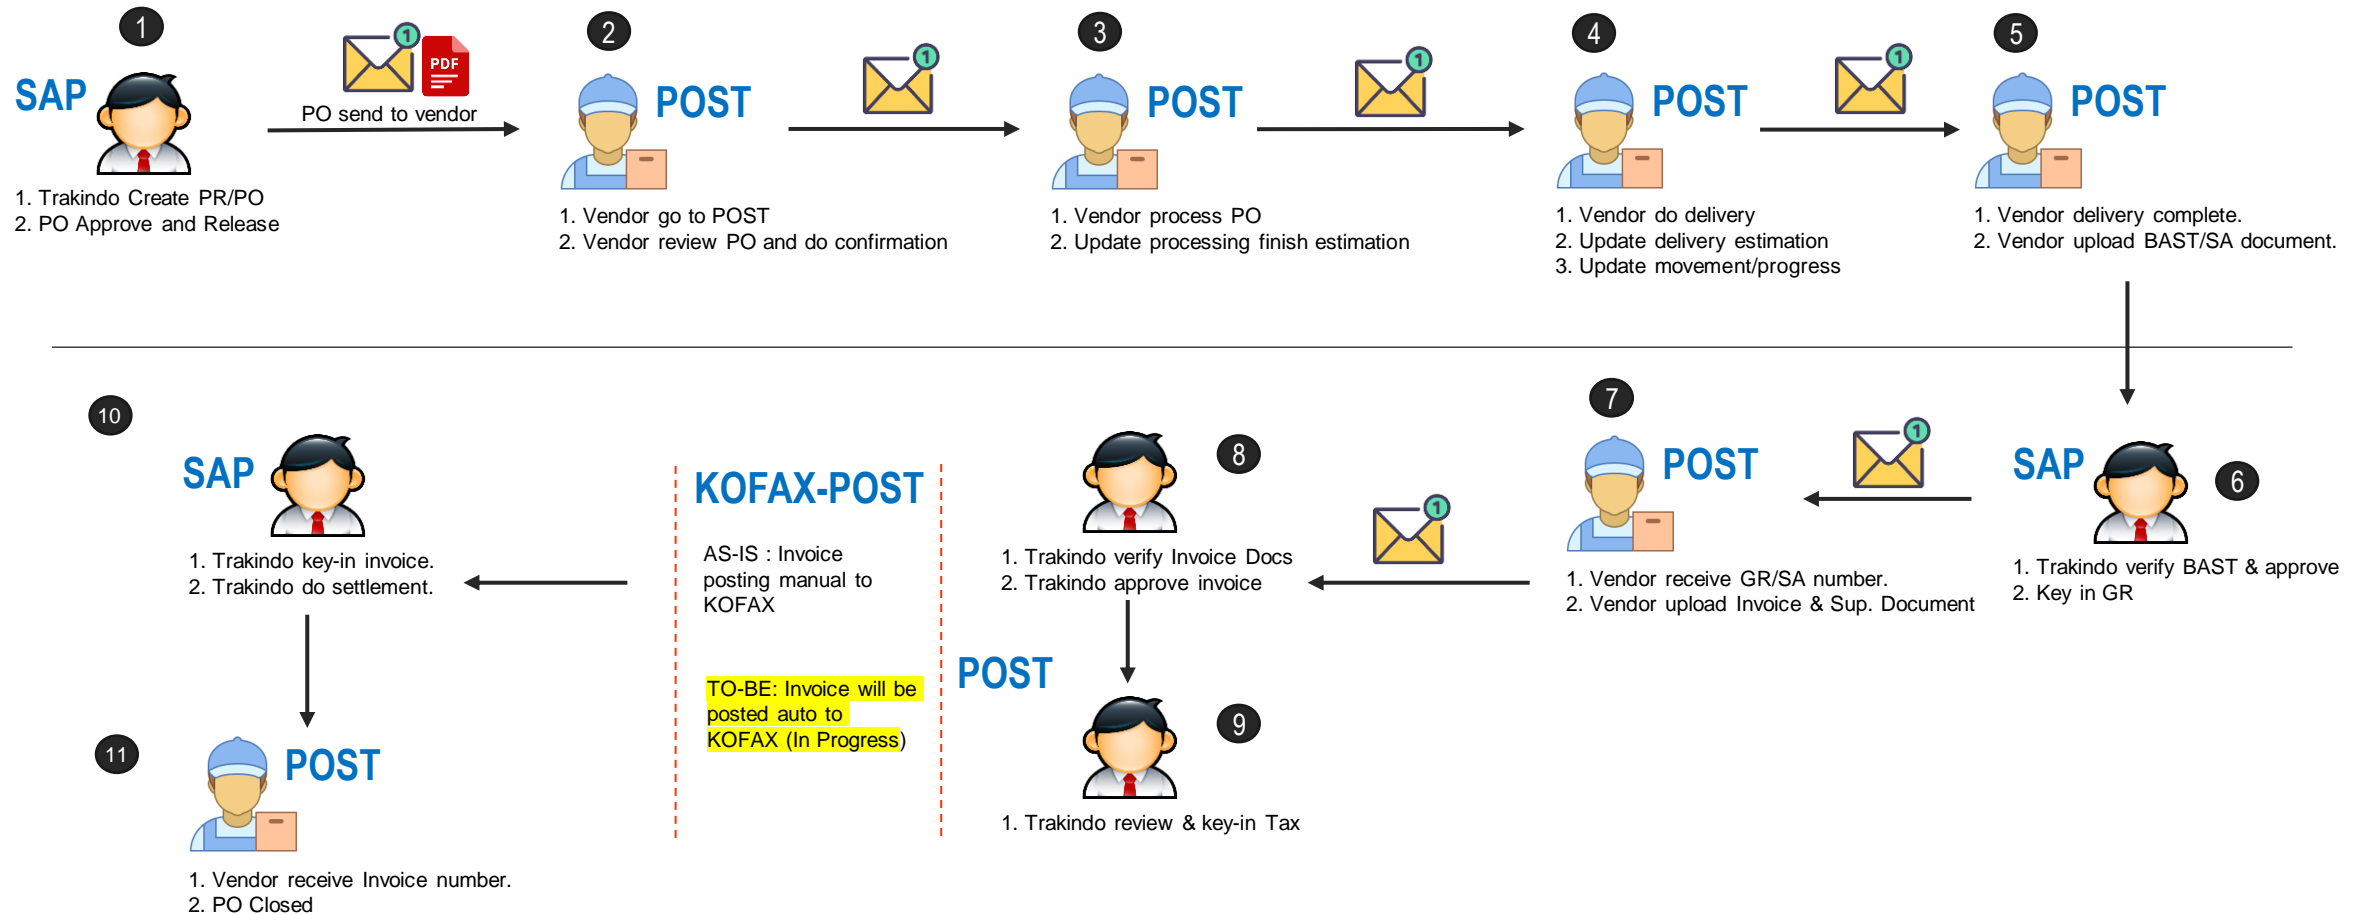 1
SAP
1
PDF
PO send to vendor
1. Trakindo Create PR/PO
2. PO Approve and Release
2
POST
1. Vendor go to POST
2. Vendor review PO and do confirmation
1
3
POST
1. Vendor process PO
2. Update processing finish estimation
1
4
POST
1. Vendor do delivery
2. Update delivery estimation
3. Update movement/progress
1
5
POST
1. Vendor delivery complete.
2. Vendor upload BAST/SA document.
SAP
6
1. Trakindo verify BAST & approve
2. Key in GR
1
7
POST
1. Vendor receive GR/SA number.
2. Vendor upload Invoice & Sup. Document
1
8
1. Trakindo verify Invoice Docs
2. Trakindo approve invoice
POST
9
1. Trakindo review & key-in Tax
KOFAX-POST
AS-IS : Invoice
posting manual to
KOFAX
TO-BE: Invoice will be
posted auto to
KOFAX (In Progress)
10
SAP
1. Trakindo key-in invoice.
2. Trakindo do settlement.
11
POST
1. Vendor receive Invoice number.
2. PO Closed